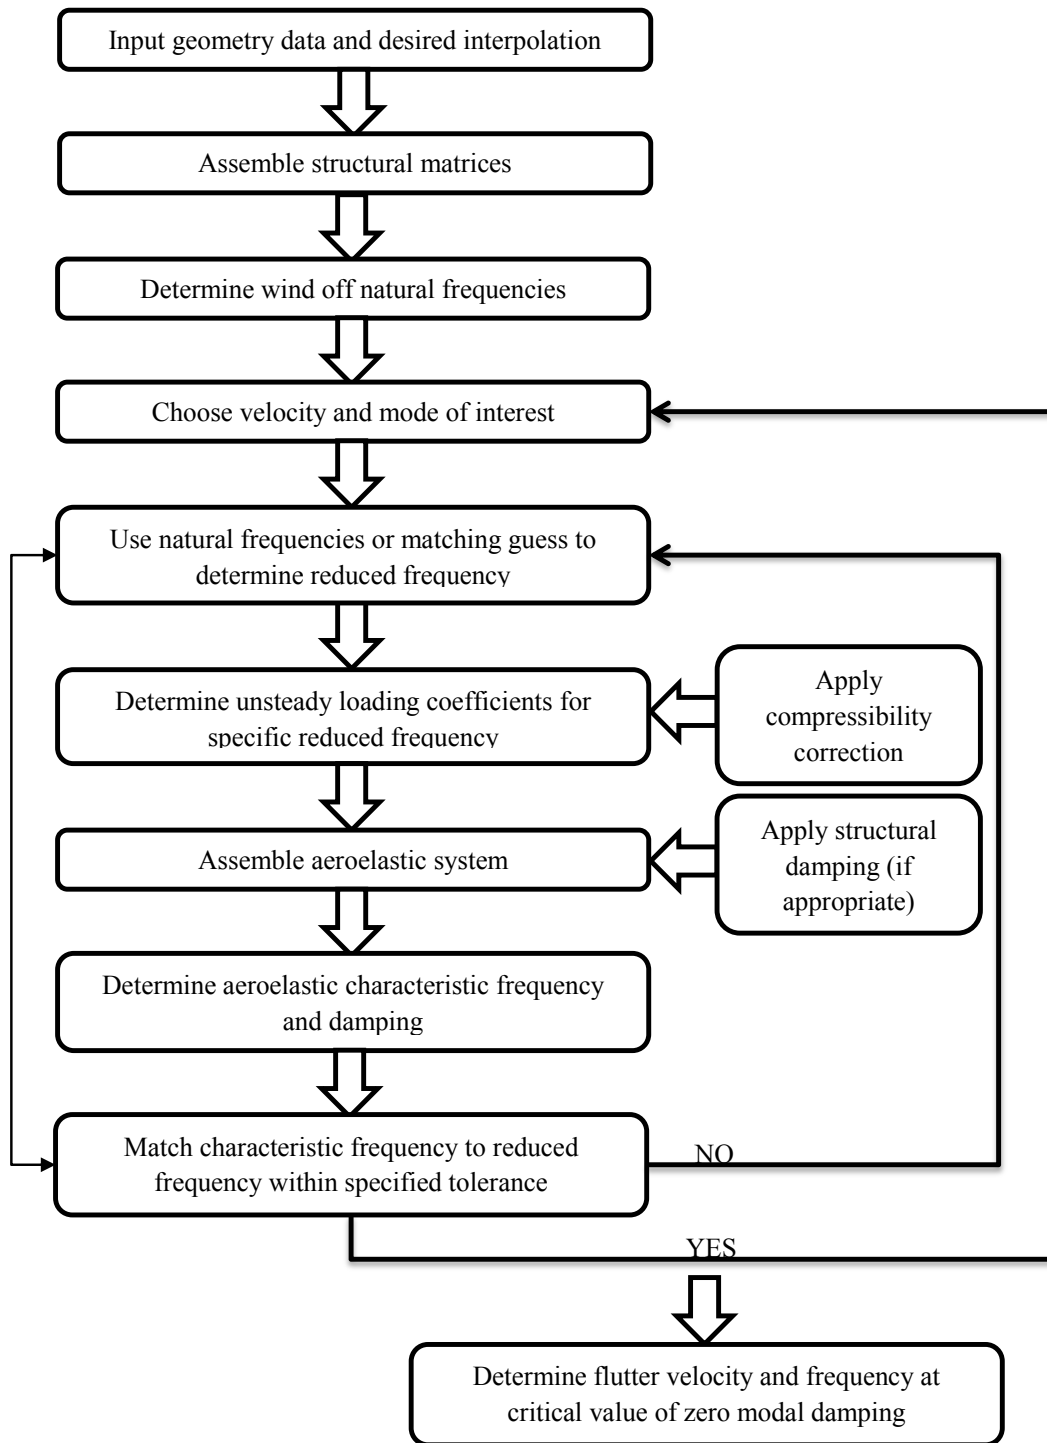 Input geometry data and desired interpolation
Assemble structural matrices
Determine wind off natural frequencies
Choose velocity and mode of interest
Use natural frequencies or matching guess to
determine reduced frequency
Determine unsteady loading coefficients for
specific reduced frequency
Apply
compressibility
correction
Assemble aeroelastic system
Apply structural
damping (if
appropriate)
Determine aeroelastic characteristic frequency
and damping
Match characteristic frequency to reduced
frequency within specified tolerance
NO
YES
Determine flutter velocity and frequency at
critical value of zero modal damping